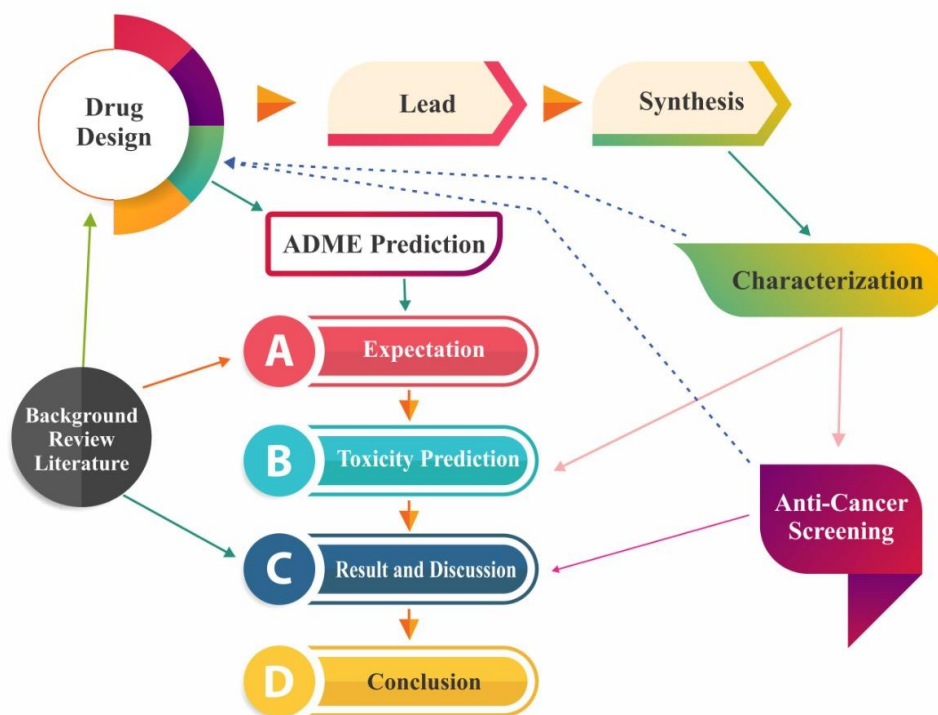 Drug
Design
Lead
Synthesis
ADME Prediction
Characterization
A
Expectation
Background
Review
Literature
B
Toxicity Prediction
Anti-Cancer
Screening
C
Result and Discussion
D
Conclusion